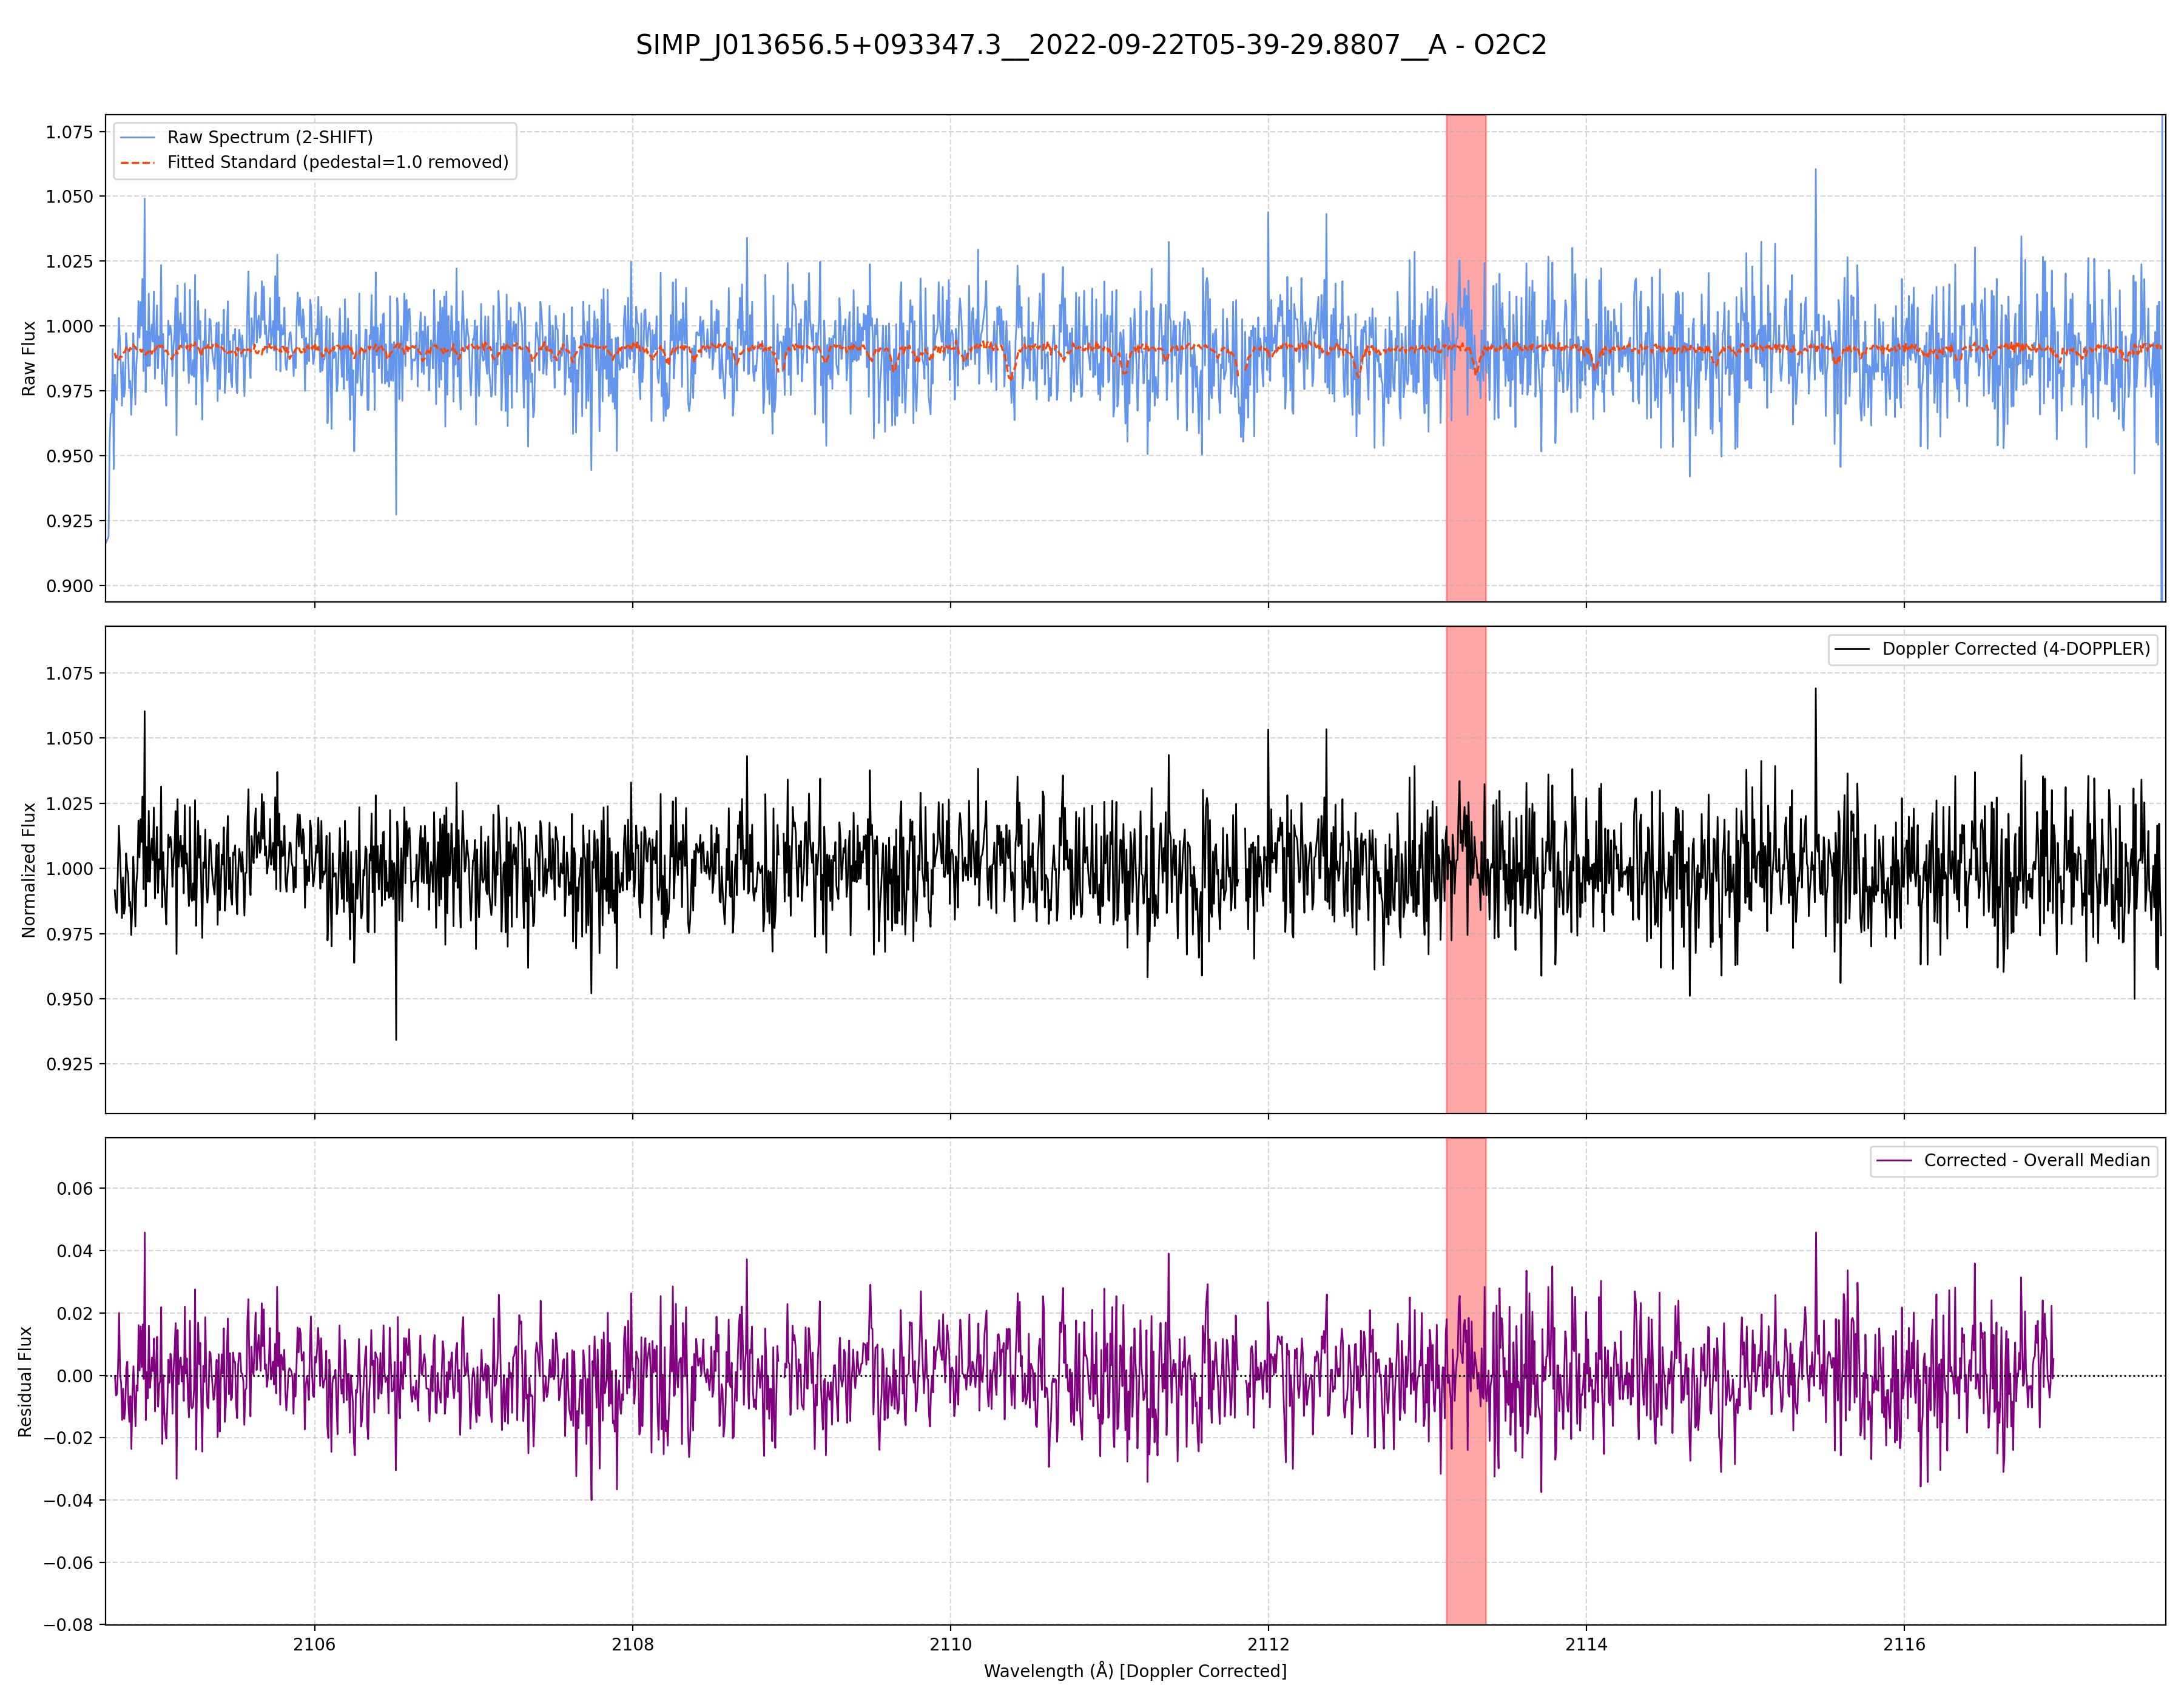 SIMP_J013656.5+093347.3__2022-09-22T05-39-29.8807__A - O2C2
Raw Spectrum (2-SHIFT)
Fitted Standard (pedestal=1.0 removed)
Raw Flux
1.075
1.050
1.025
1.000
0.975
0.950
0.925
0.900
Doppler Corrected (4-DOPPLER)
Normalized Flux
1.075
1.050
1.025
1.000
0.975
0.950
0.925
Corrected - Overall Median
Residual Flux
0.06
0.04
0.02
0.00
−0.02
−0.04
−0.06
−0.08
2106 2108 2110 2112 2114 2116
Wavelength (Å) [Doppler Corrected]